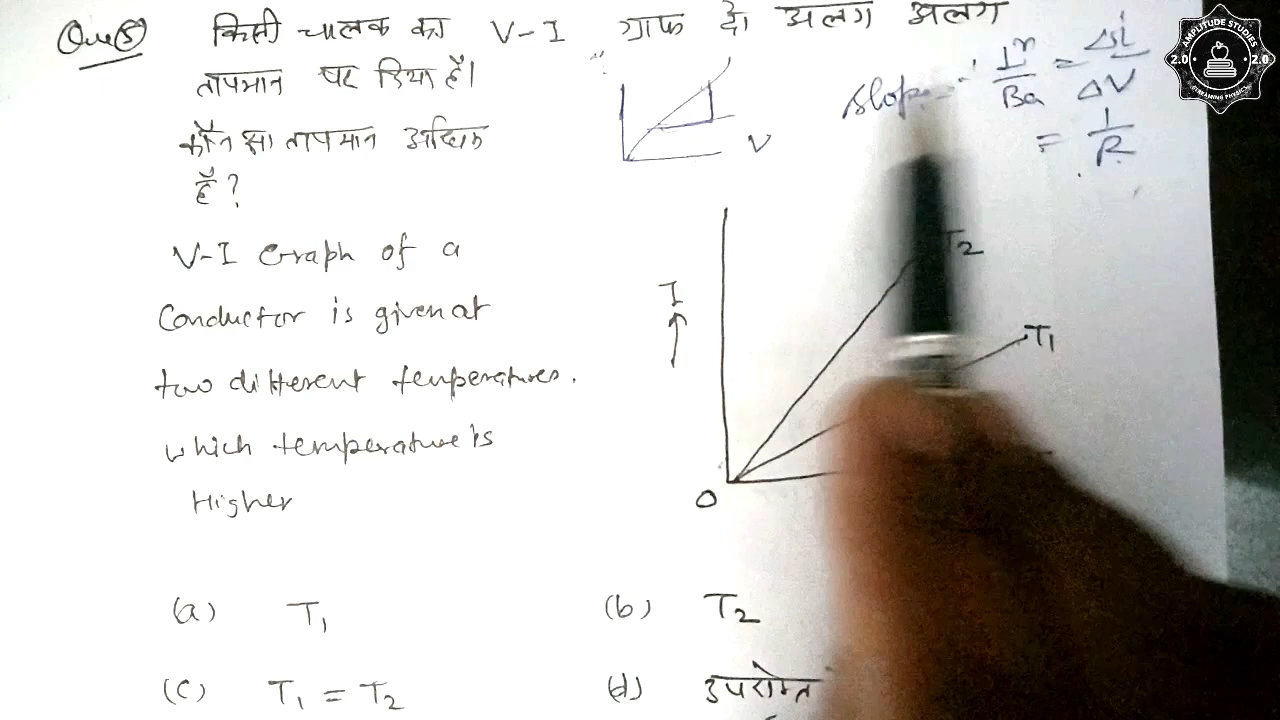 Que(5) किसी चालक का V-I ग्राफ दो अलग अलग
तापमान पर दिया है।
कौन सा तापमान अधिक
है?
V-I Graph of a
Conductor is given at
two different temperatures.
which temperature is
Higher
V
slope = = Δi / ΔV
= 1 / R
I
T2
T1
O
(a) T1
(b) T2
(c) T1 = T2
(d) उपरोक्त
AMPLITUDE STUDIES
2.0 2.0